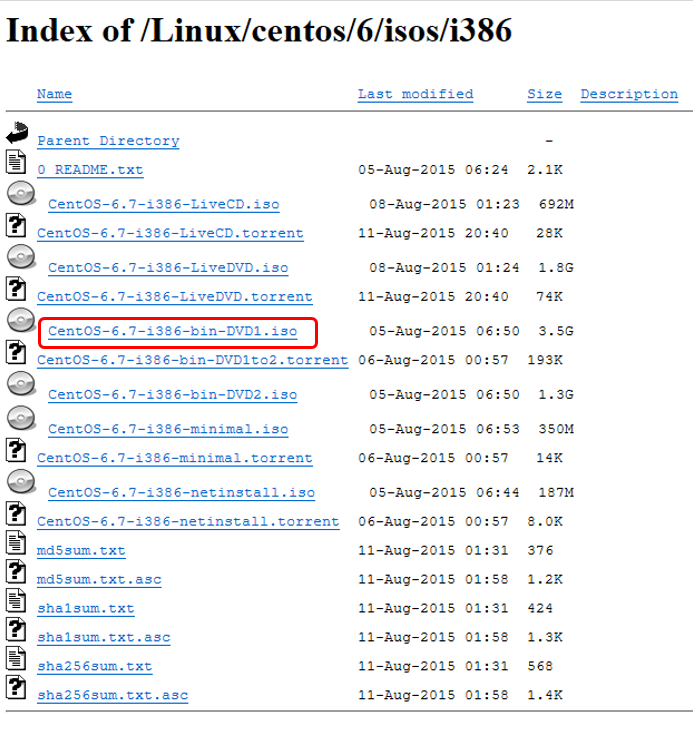 Index of /Linux/centos/6/isos/i386
Name Last modified Size Description
Parent Directory -
0_README.txt 05-Aug-2015 06:24 2.1K
CentOS-6.7-i386-LiveCD.iso 08-Aug-2015 01:23 692M
CentOS-6.7-i386-LiveCD.torrent 11-Aug-2015 20:40 28K
CentOS-6.7-i386-LiveDVD.iso 08-Aug-2015 01:24 1.8G
CentOS-6.7-i386-LiveDVD.torrent 11-Aug-2015 20:40 74K
CentOS-6.7-i386-bin-DVD1.iso 05-Aug-2015 06:50 3.5G
CentOS-6.7-i386-bin-DVD1to2.torrent 06-Aug-2015 00:57 193K
CentOS-6.7-i386-bin-DVD2.iso 05-Aug-2015 06:50 1.3G
CentOS-6.7-i386-minimal.iso 05-Aug-2015 06:53 350M
CentOS-6.7-i386-minimal.torrent 06-Aug-2015 00:57 14K
CentOS-6.7-i386-netinstall.iso 05-Aug-2015 06:44 187M
CentOS-6.7-i386-netinstall.torrent 06-Aug-2015 00:57 8.0K
md5sum.txt 11-Aug-2015 01:31 376
md5sum.txt.asc 11-Aug-2015 01:58 1.2K
sha1sum.txt 11-Aug-2015 01:31 424
sha1sum.txt.asc 11-Aug-2015 01:58 1.3K
sha256sum.txt 11-Aug-2015 01:31 568
sha256sum.txt.asc 11-Aug-2015 01:58 1.4K